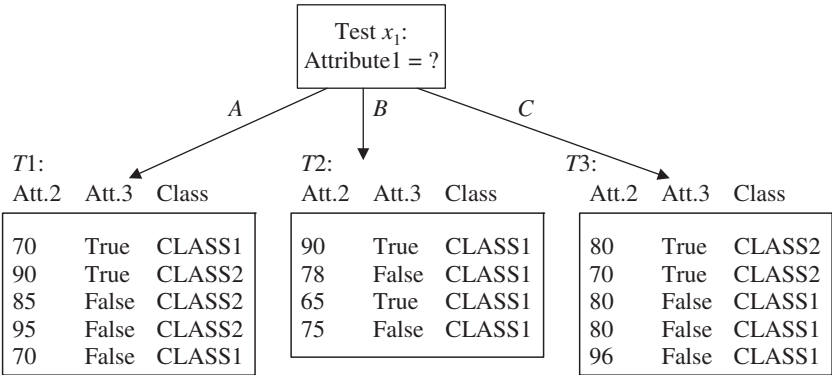 Test x1:
Attribute1 = ?
A B C
T1: T2: T3:
Att.2 Att.3 Class Att.2 Att.3 Class Att.2 Att.3 Class
70 True CLASS1 90 True CLASS1 80 True CLASS2
90 True CLASS2 78 False CLASS1 70 True CLASS2
85 False CLASS2 65 True CLASS1 80 False CLASS1
95 False CLASS2 75 False CLASS1 80 False CLASS1
70 False CLASS1 96 False CLASS1